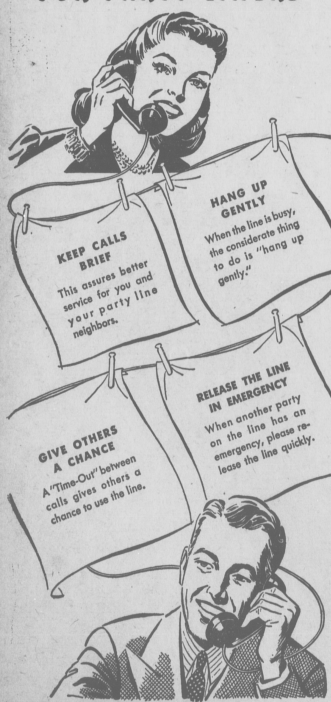 KEEP CALLS
BRIEF
This assures better
service for you and
your party line
neighbors.
HANG UP
GENTLY
When the line is busy,
the considerate thing
to do is "hang up
gently."
GIVE OTHERS
A CHANCE
A "Time-Out" between
calls gives others a
chance to use the line.
RELEASE THE LINE
IN EMERGENCY
When another party
on the line has an
emergency, please re-
lease the line quickly.